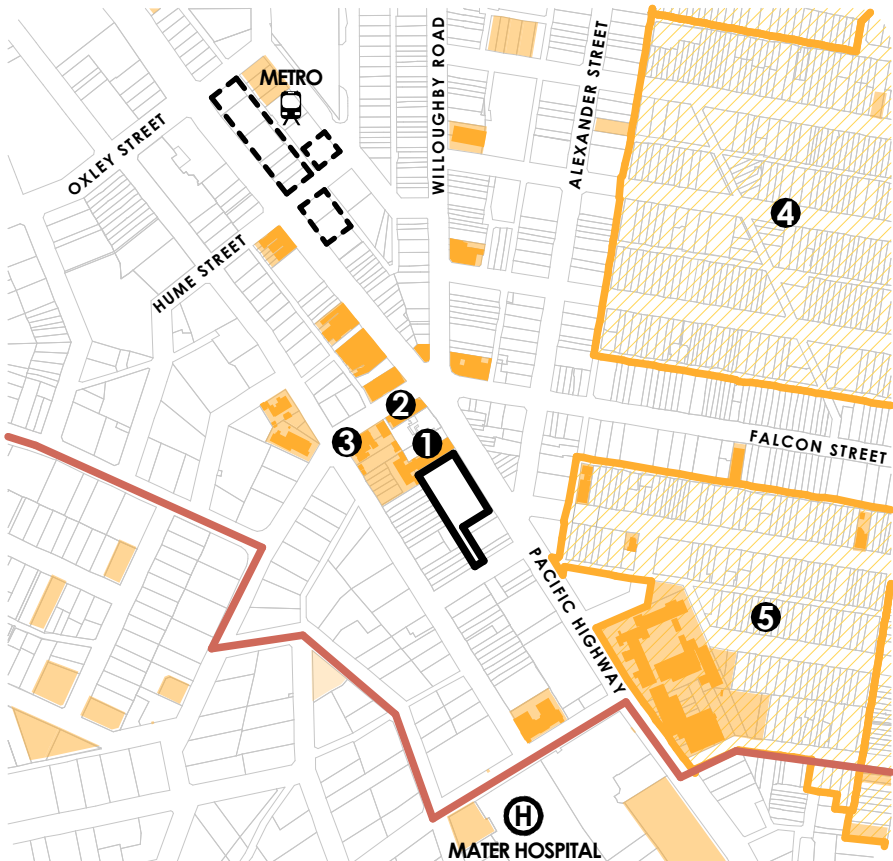 METRO
OXLEY STREET
WILLOUGHBY ROAD
ALEXANDER STREET
4
HUME STREET
2
3
1
FALCON STREET
PACIFIC HIGHWAY
5
H
MATER HOSPITAL